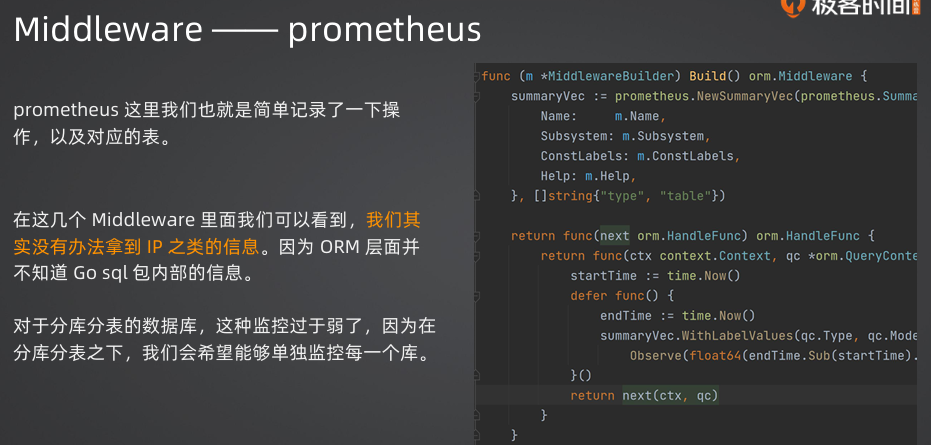 极客时间
Middleware —— prometheus
prometheus 这里我们也就是简单记录了一下操
作，以及对应的表。
在这几个 Middleware 里面我们可以看到，我们其
实没有办法拿到 IP 之类的信息。因为 ORM 层面并
不知道 Go sql 包内部的信息。
对于分库分表的数据库，这种监控过于弱了，因为在
分库分表之下，我们会希望能够单独监控每一个库。
func (m *MiddlewareBuilder) Build() orm.Middleware {
summaryVec := prometheus.NewSummaryVec(prometheus.Summa
Name: m.Name,
Subsystem: m.Subsystem,
ConstLabels: m.ConstLabels,
Help: m.Help,
}, []string{"type", "table"})
return func(next orm.HandleFunc) orm.HandleFunc {
return func(ctx context.Context, qc *orm.QueryConte
startTime := time.Now()
defer func() {
endTime := time.Now()
summaryVec.WithLabelValues(qc.Type, qc.Mode
Observe(float64(endTime.Sub(startTime).
}()
return next(ctx, qc)
}
}